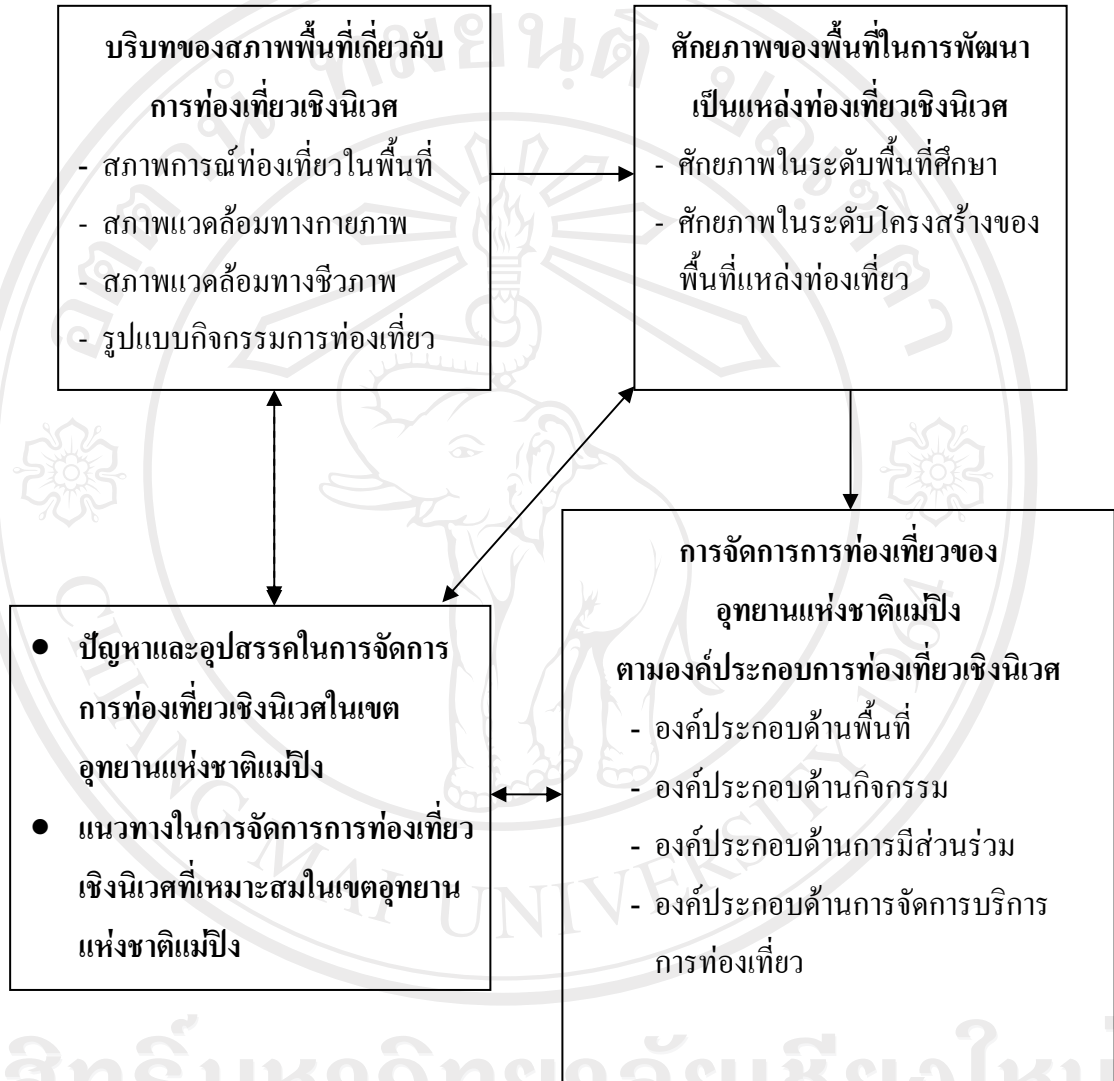 บริบทของสภาพพื้นที่เกี่ยวกับ
การท่องเที่ยวเชิงนิเวศ
- สภาพการณ์ท่องเที่ยวในพื้นที่
- สภาพแวดล้อมทางกายภาพ
- สภาพแวดล้อมทางชีวภาพ
- รูปแบบกิจกรรมการท่องเที่ยว
ศักยภาพของพื้นที่ในการพัฒนา
เป็นแหล่งท่องเที่ยวเชิงนิเวศ
- ศักยภาพในระดับพื้นที่ศึกษา
- ศักยภาพในระดับโครงสร้างของ
พื้นที่แหล่งท่องเที่ยว
● ปัญหาและอุปสรรคในการจัดการ
การท่องเที่ยวเชิงนิเวศในเขต
อุทยานแห่งชาติแม่ปิง
● แนวทางในการจัดการการท่องเที่ยว
เชิงนิเวศที่เหมาะสมในเขตอุทยาน
แห่งชาติแม่ปิง
การจัดการการท่องเที่ยวของ
อุทยานแห่งชาติแม่ปิง
ตามองค์ประกอบการท่องเที่ยวเชิงนิเวศ
- องค์ประกอบด้านพื้นที่
- องค์ประกอบด้านกิจกรรม
- องค์ประกอบด้านการมีส่วนร่วม
- องค์ประกอบด้านการจัดการบริการ
การท่องเที่ยว
CHIANG MAI UNIVERSITY 1964